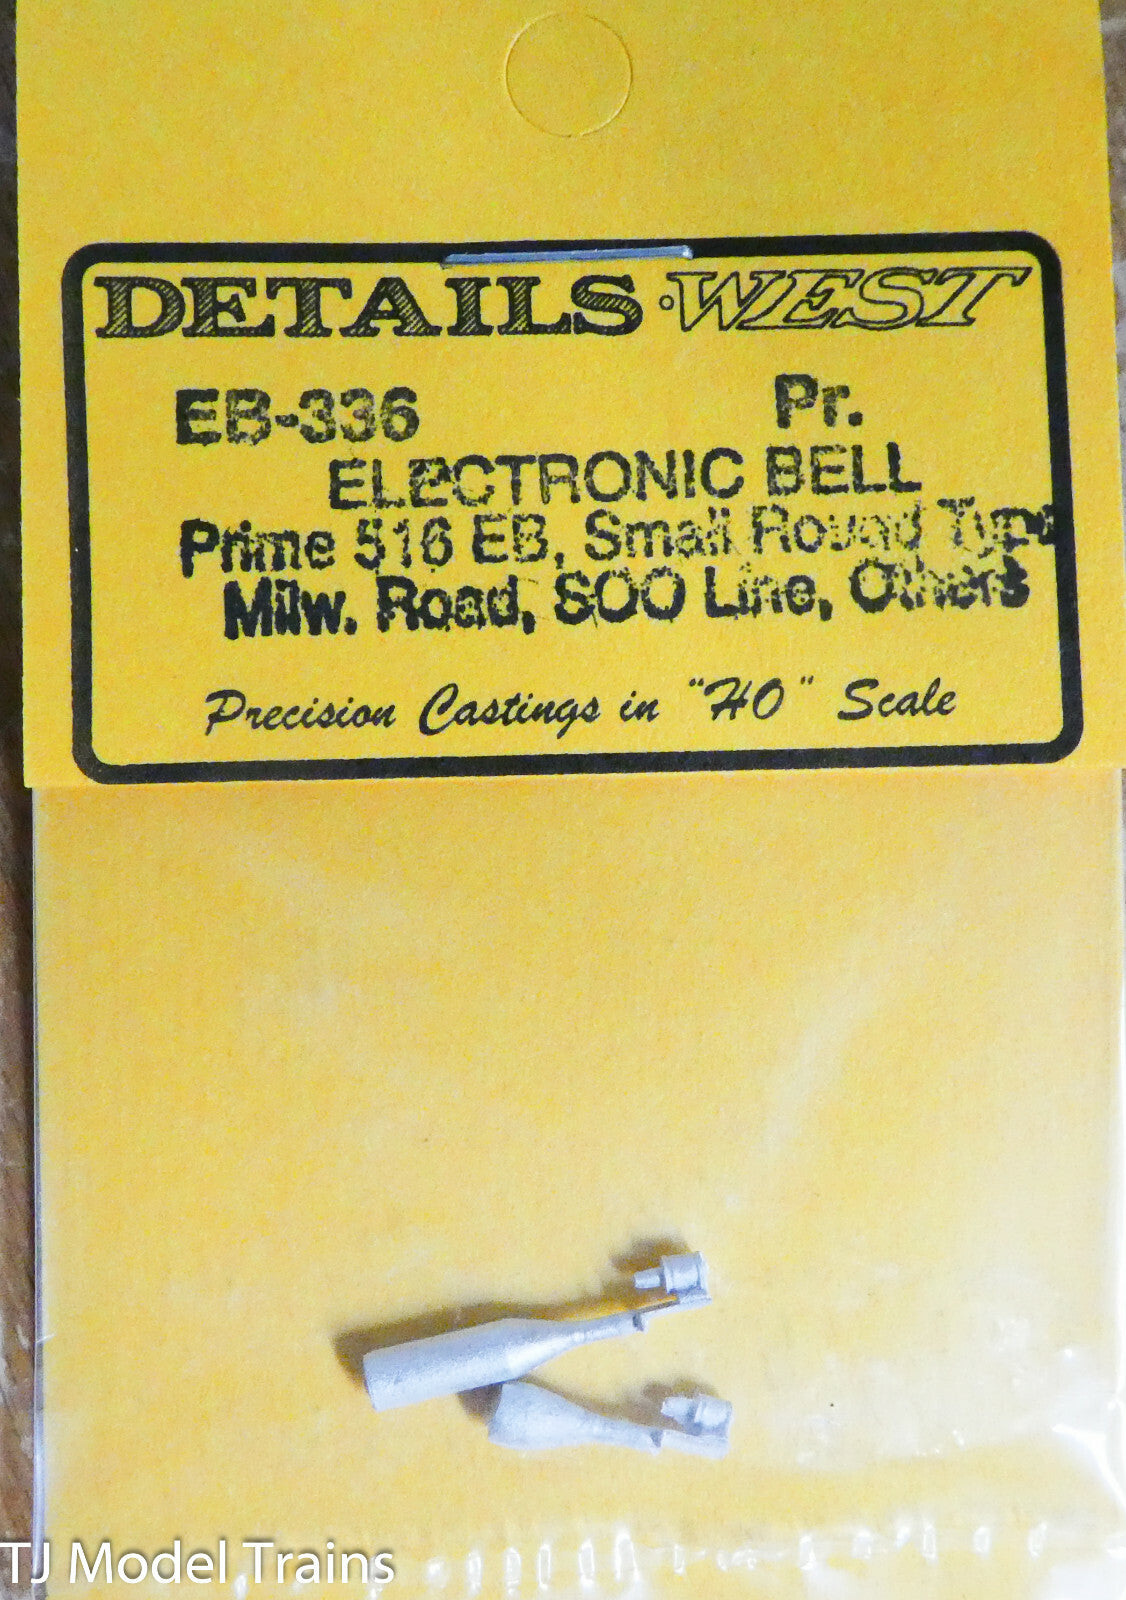 DETAILS WEST
EB-336 Pr.
ELECTRONIC BELL
Prime 516 EB, Small Round Type
Milw. Road, SOO Line, Others
Precision Castings in "HO" Scale
TJ Model Trains